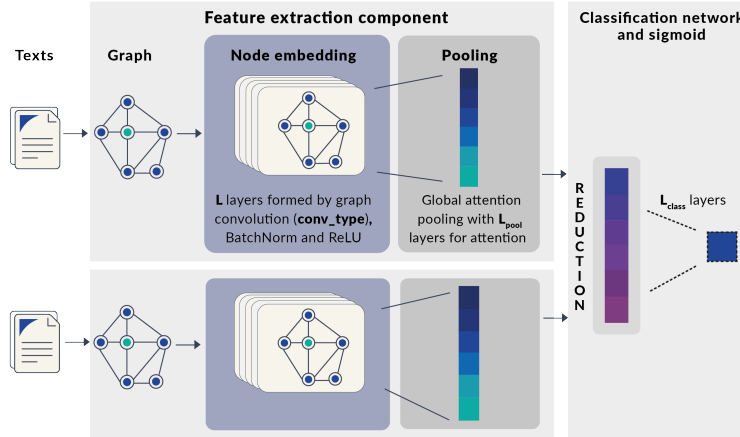 Feature extraction component
Classification network
and sigmoid
Texts
Graph
Node embedding
Pooling
L layers formed by graph
convolution (conv_type),
BatchNorm and ReLU
Global attention
pooling with Lpool
layers for attention
REDUCTION
Lclass layers